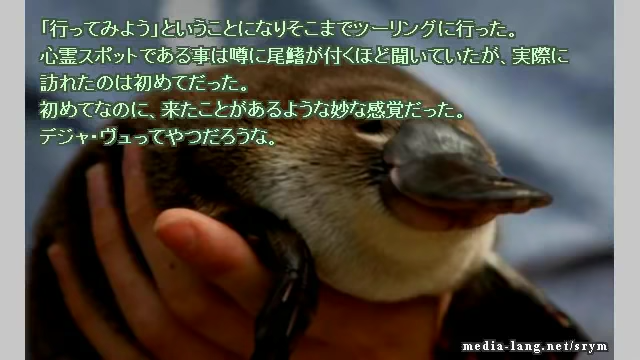 「行ってみよう」ということになりそこまでツーリングに行った。
心霊スポットである事は噂に尾鰭が付くほど聞いていたが、実際に
訪れたのは初めてだった。
初めてなのに、来たことがあるような妙な感覚だった。
デジャ・ヴュってやつだろうな。
media-lang.net/srym